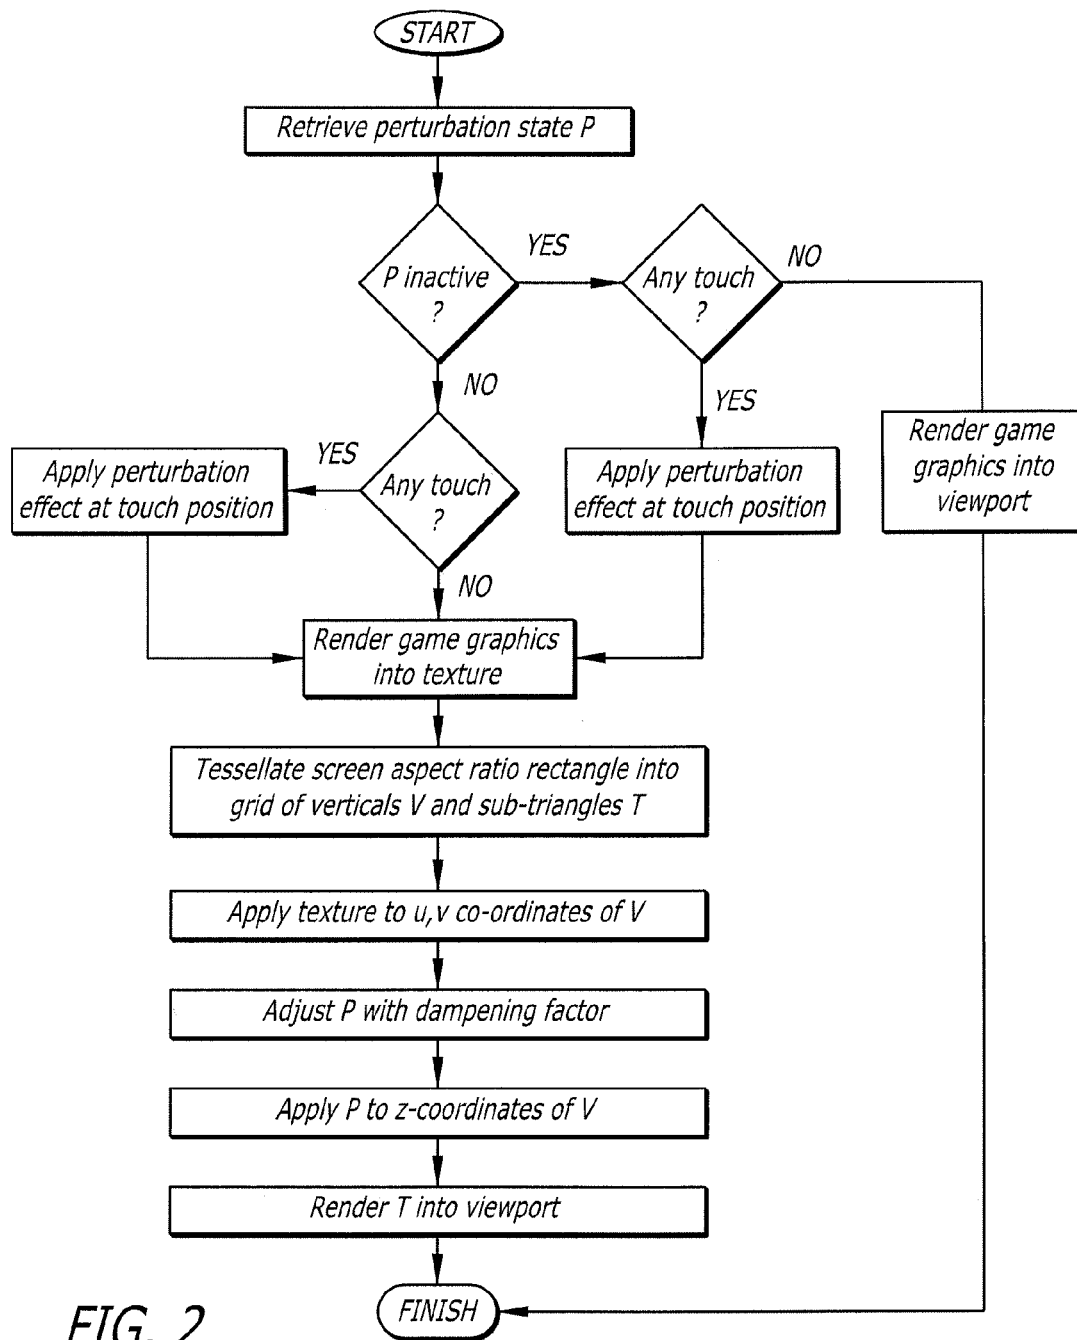 START
Retrieve perturbation state P
P inactive
?
YES
Any touch
?
NO
NO
YES
Render game
graphics into
viewport
YES
Apply perturbation
effect at touch position
Any touch
?
Apply perturbation
effect at touch position
NO
Render game graphics
into texture
Tessellate screen aspect ratio rectangle into
grid of verticals V and sub-triangles T
Apply texture to u,v co-ordinates of V
Adjust P with dampening factor
Apply P to z-coordinates of V
Render T into viewport
FINISH
FIG. 2